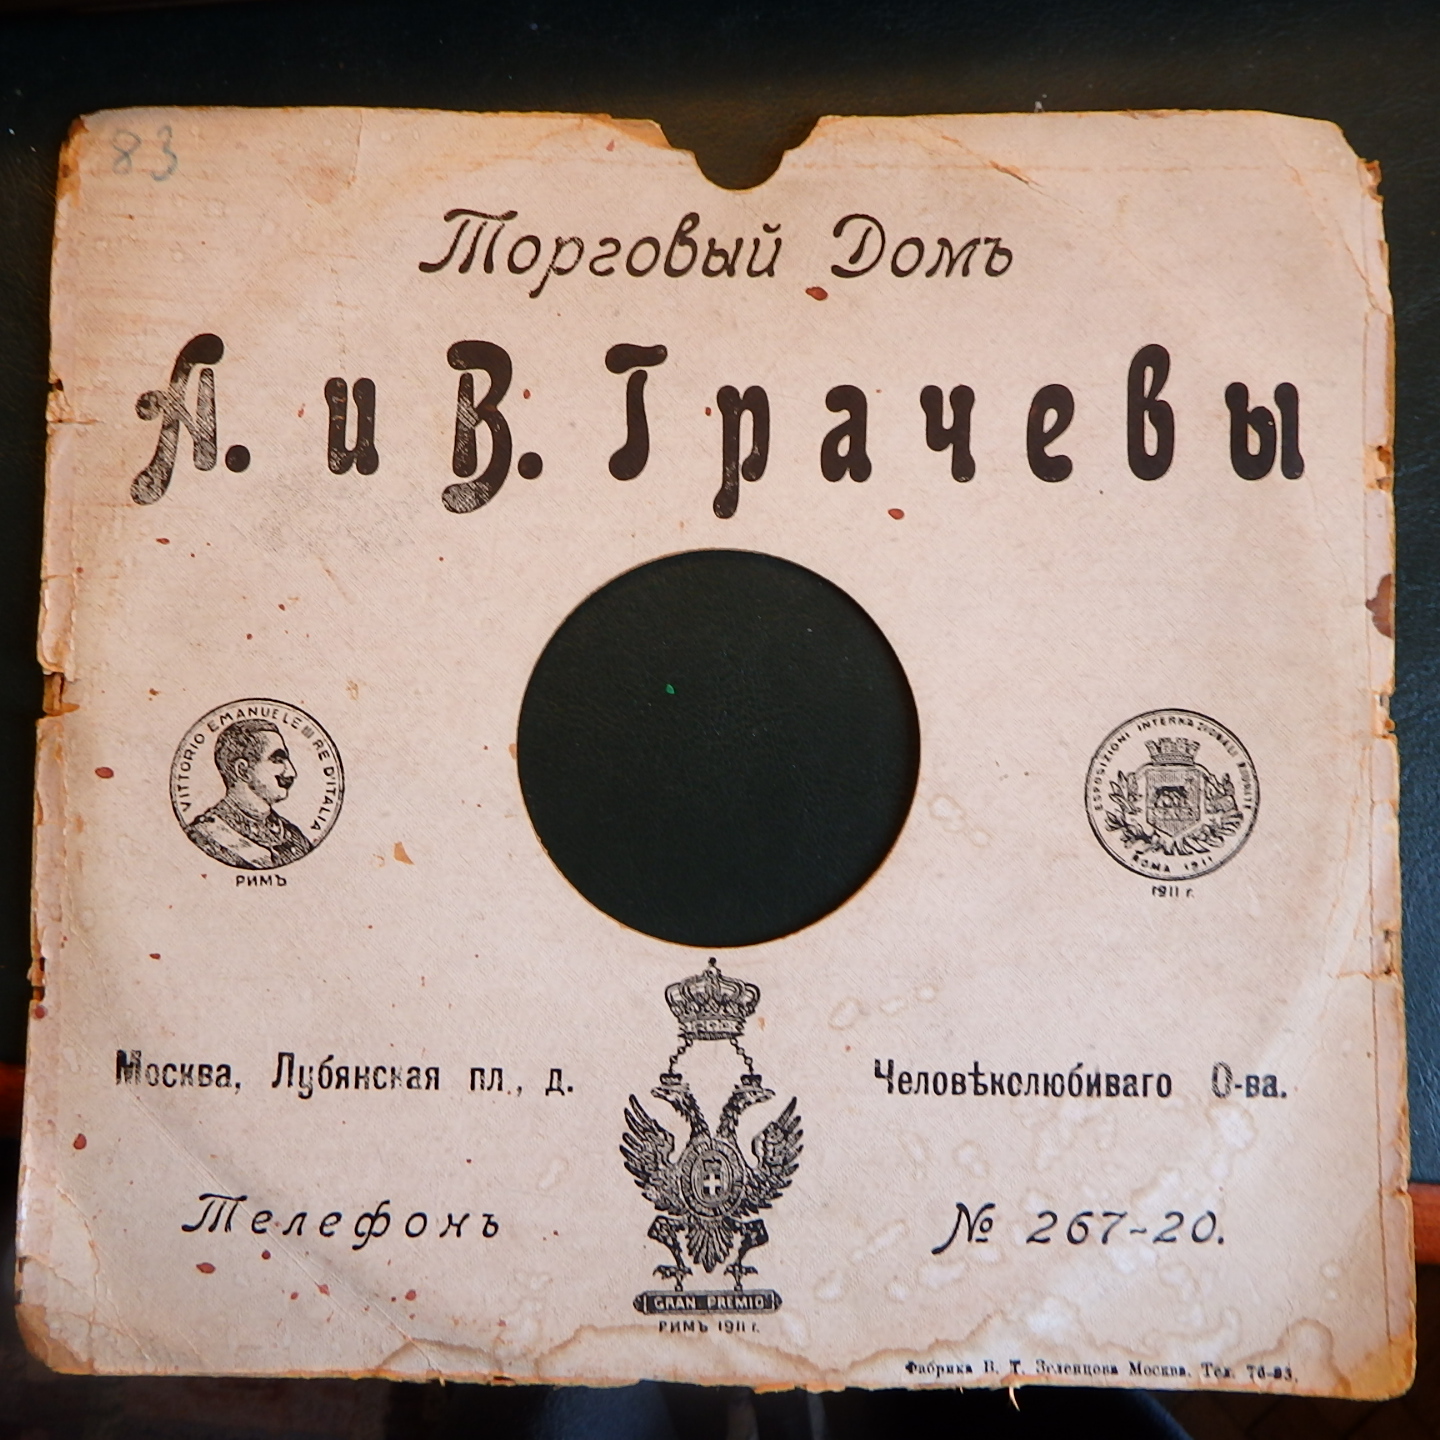 83
Торговый Домъ
А. и В. Грачевы
VITTORIO EMANUELE III RE D'ITALIA
РИМЪ
ESPOSIZIONI INTERNAZIONALI RIUNITE
ROMA 1911
1911 г.
Москва, Лубянская пл., д. Человѣколюбиваго О-ва.
Телефонъ № 267-20.
GRAN PREMIO
РИМЪ 1911 г.
Фабрика В. Т. Зеленцова Москва. Тел. 76-83.